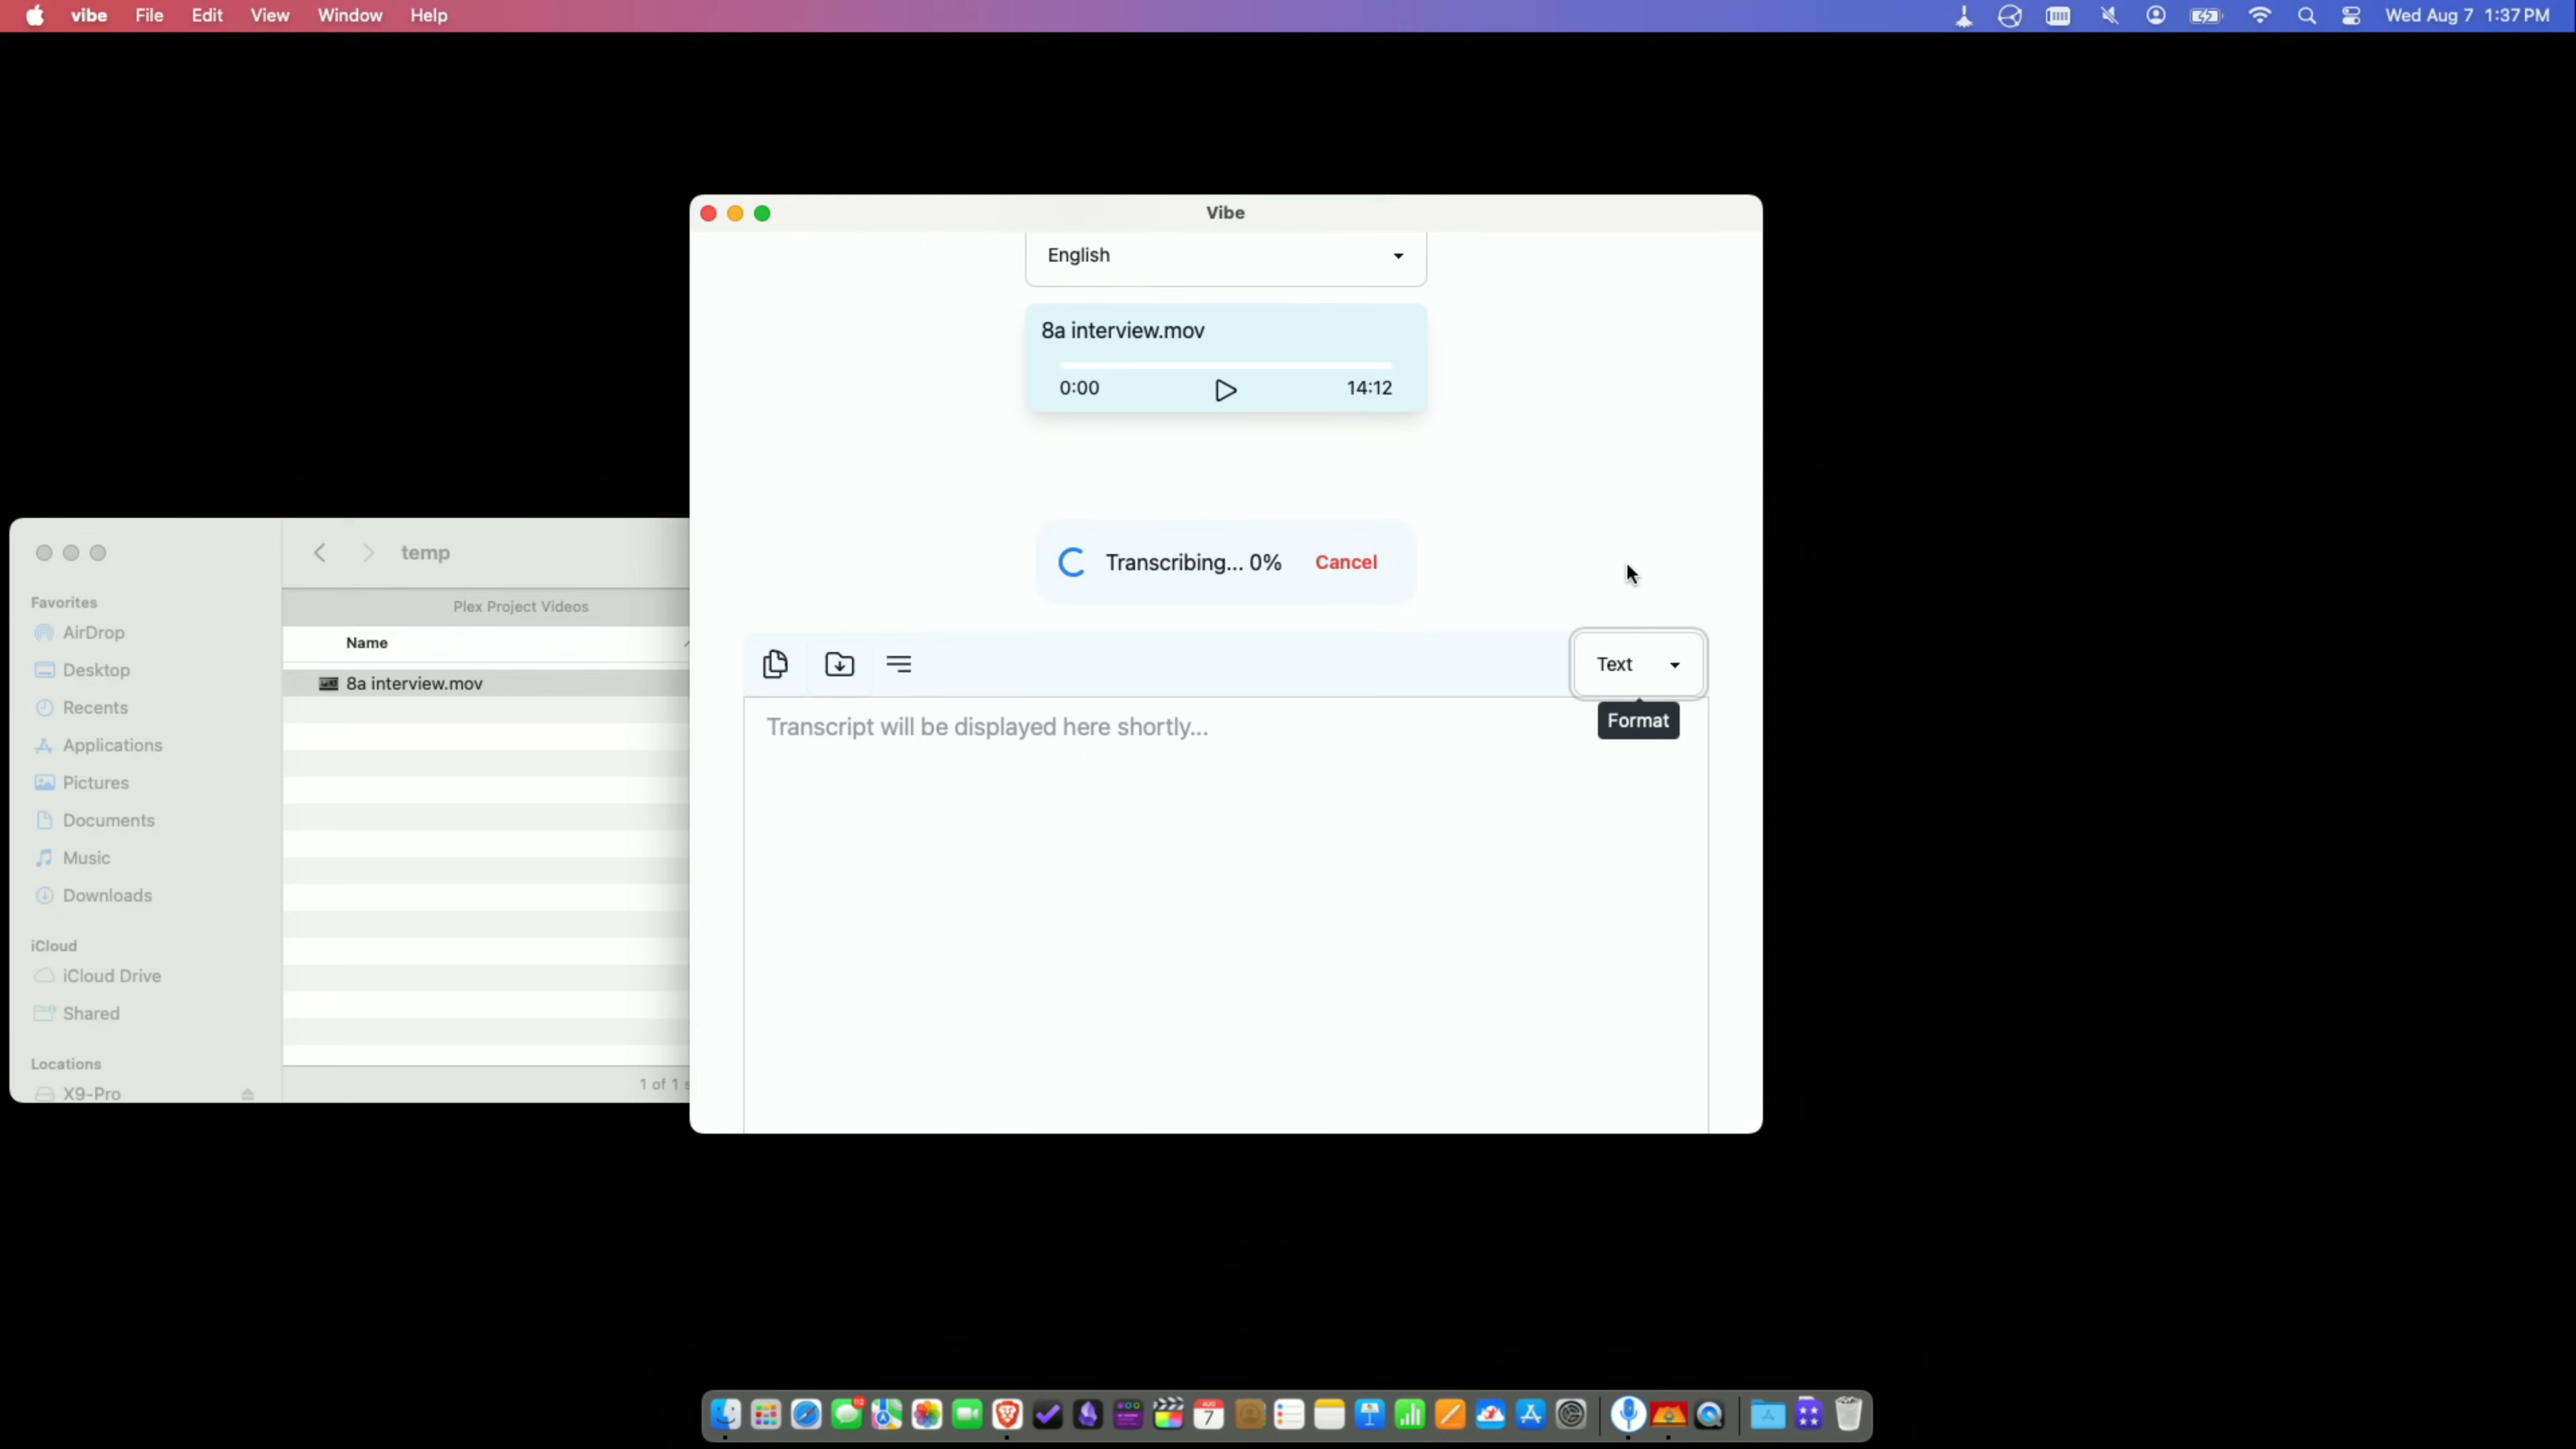 vibe File Edit View Window Help Wed Aug 7 1:37 PM
Vibe
English
8a interview.mov
0:00 14:12
Transcribing... 0% Cancel
Text
Format
Transcript will be displayed here shortly...
temp
Plex Project Videos
Name
8a interview.mov
1 of 1 s
Favorites
AirDrop
Desktop
Recents
Applications
Pictures
Documents
Music
Downloads
iCloud
iCloud Drive
Shared
Locations
X9-Pro
112
AUG
7